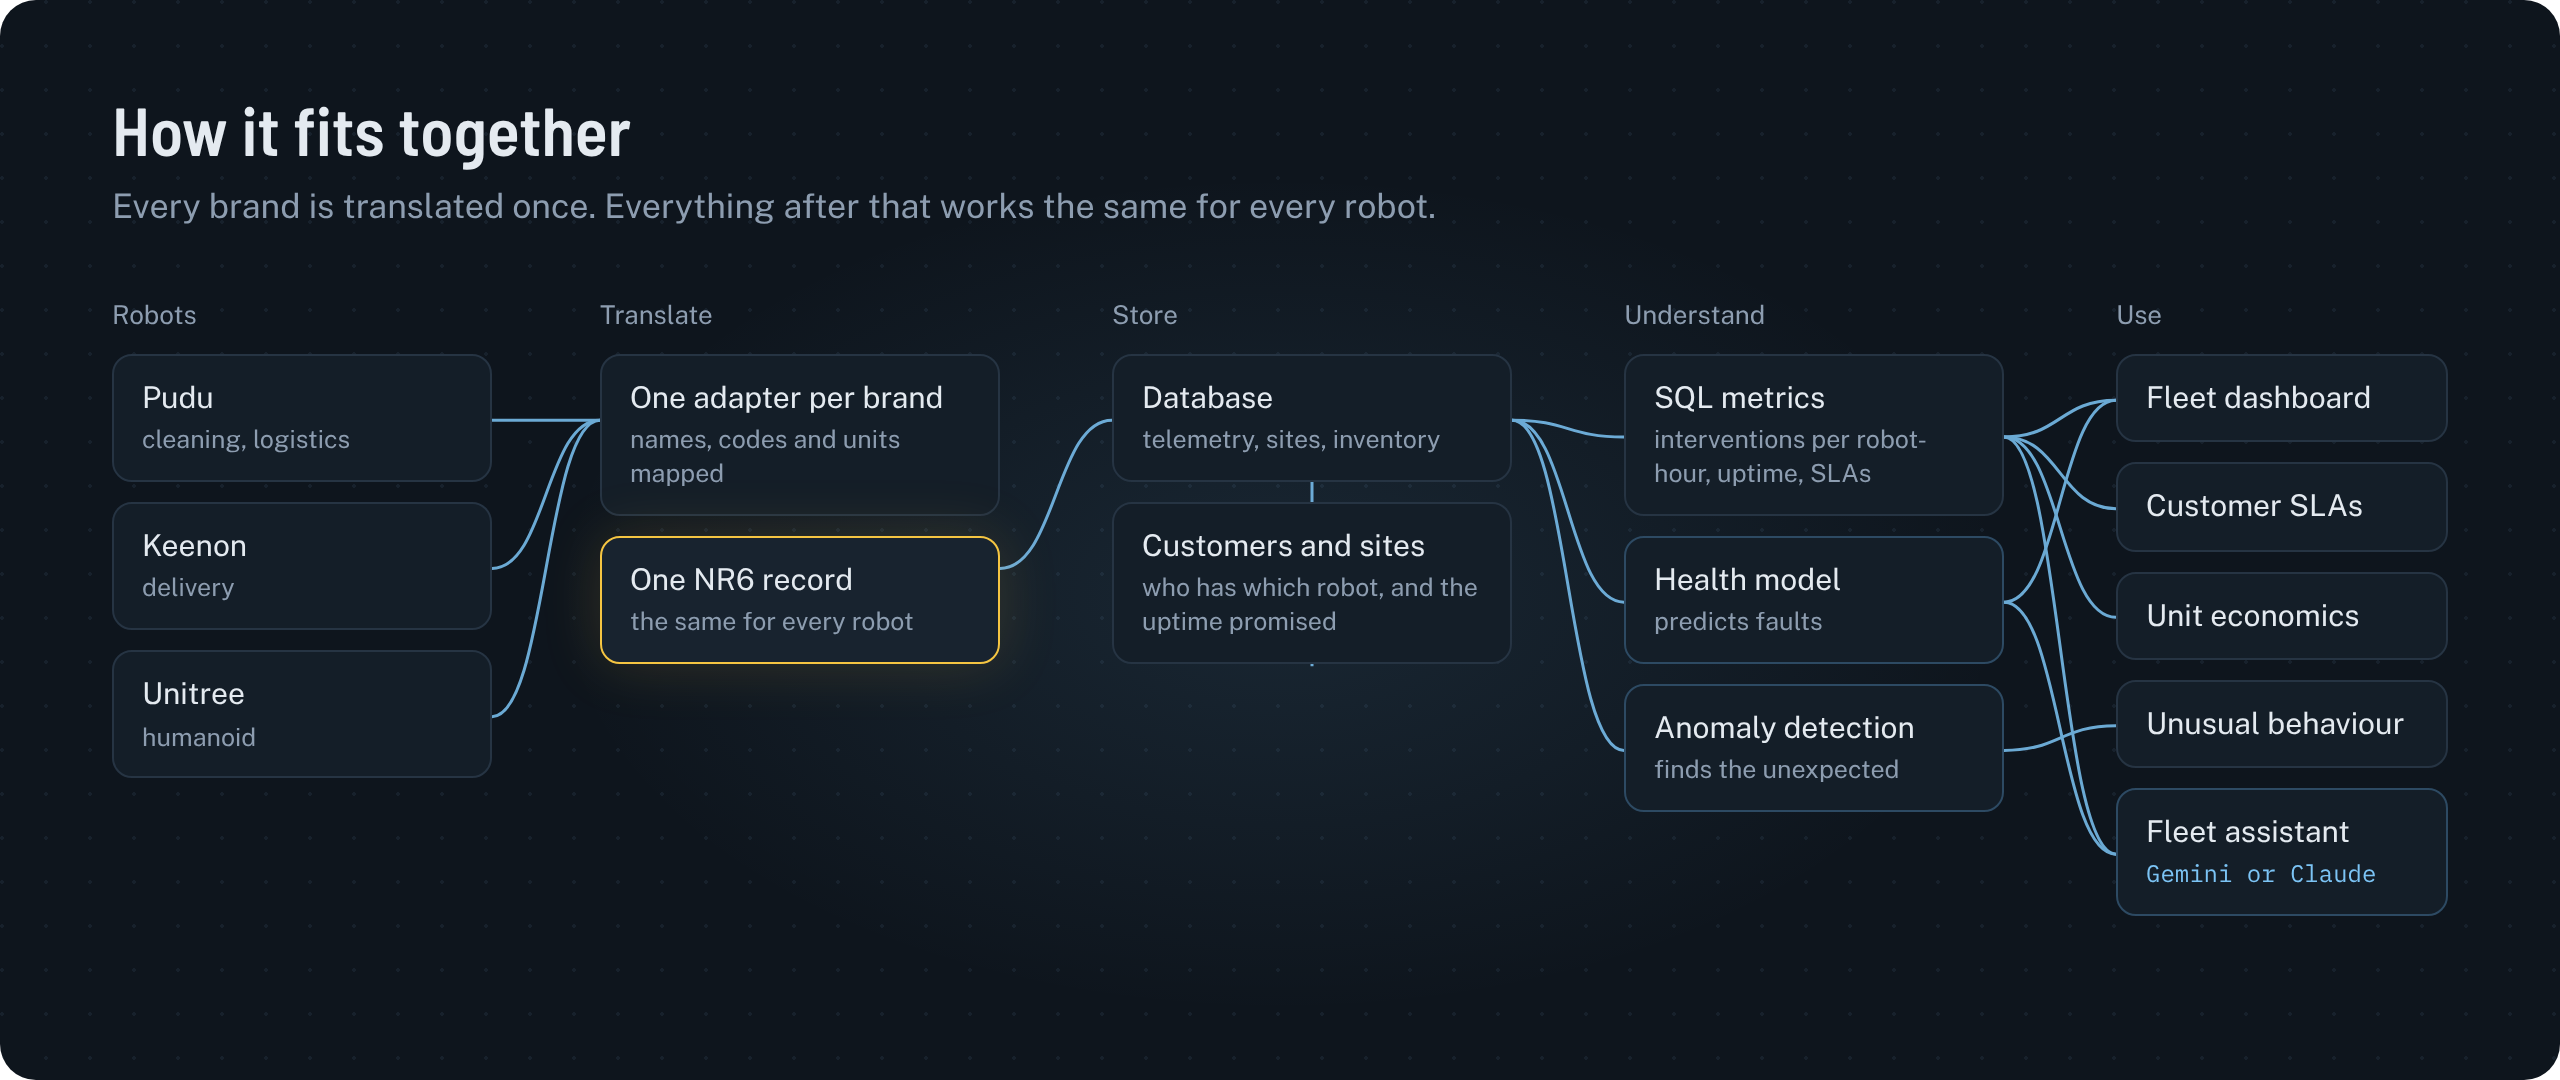 How it fits together
Every brand is translated once. Everything after that works the same for every robot.
Robots
Pudu
cleaning, logistics
Keenon
delivery
Unitree
humanoid
Translate
One adapter per brand
names, codes and units
mapped
One NR6 record
the same for every robot
Store
Database
telemetry, sites, inventory
Customers and sites
who has which robot, and the
uptime promised
Understand
SQL metrics
interventions per robot-
hour, uptime, SLAs
Health model
predicts faults
Anomaly detection
finds the unexpected
Use
Fleet dashboard
Customer SLAs
Unit economics
Unusual behaviour
Fleet assistant
Gemini or Claude